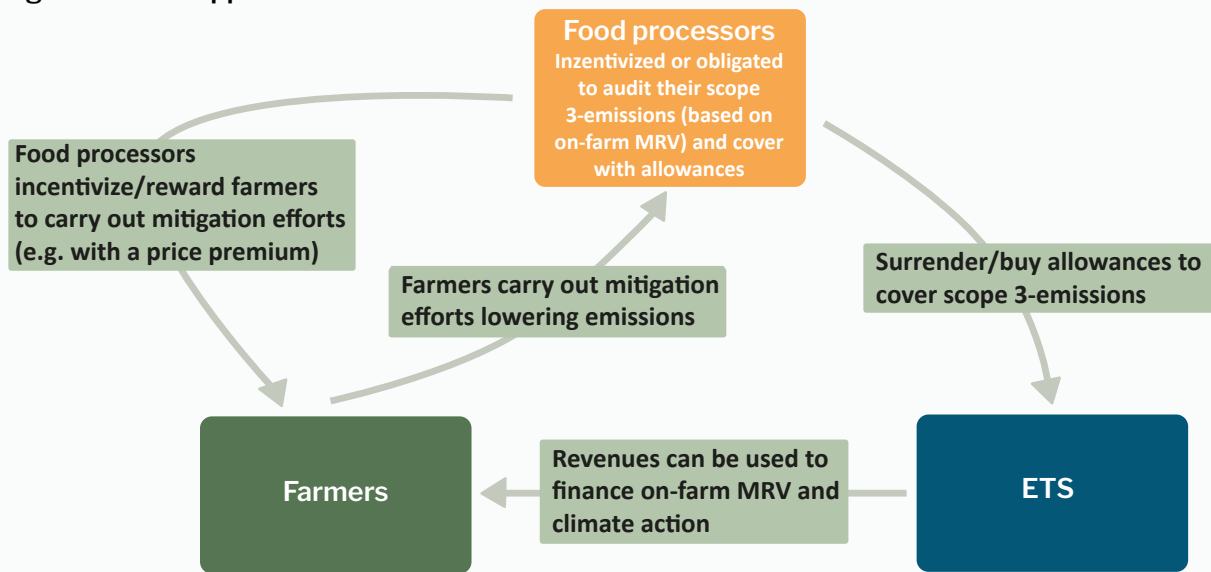 Food processors
Inzentivized or obligated
to audit their scope
3-emissions (based on
on-farm MRV) and cover
with allowances
Food processors
incentivize/reward farmers
to carry out mitigation efforts
(e.g. with a price premium)
Farmers carry out mitigation
efforts lowering emissions
Surrender/buy allowances to
cover scope 3-emissions
Farmers
Revenues can be used to
finance on-farm MRV and
climate action
ETS